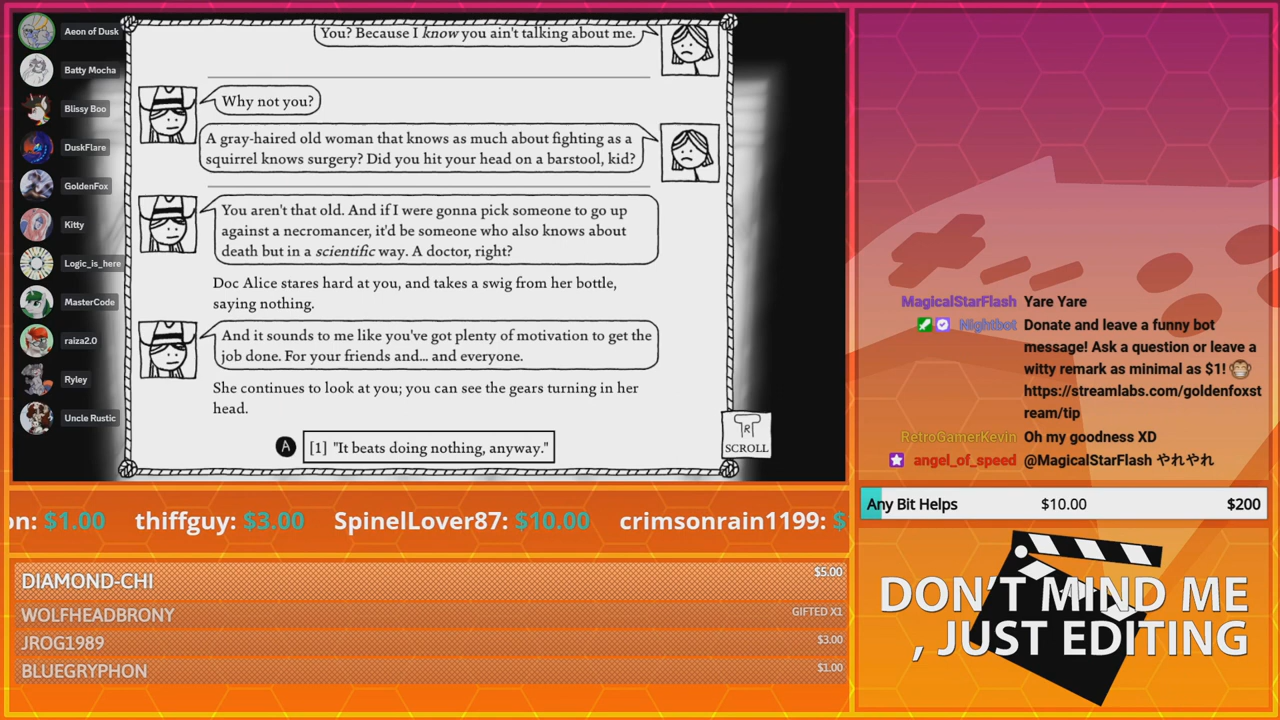 Aeon of Dusk
Batty Mocha
Blissy Boo
DuskFlare
GoldenFox
Kitty
Logic_is_here
MasterCode
raiza2.0
Ryley
Uncle Rustic
You? Because I know you ain't talking about me.
Why not you?
A gray-haired old woman that knows as much about fighting as a
squirrel knows surgery? Did you hit your head on a barstool, kid?
You aren't that old. And if I were gonna pick someone to go up
against a necromancer, it'd be someone who also knows about
death but in a scientific way. A doctor, right?
Doc Alice stares hard at you, and takes a swig from her bottle,
saying nothing.
And it sounds to me like you've got plenty of motivation to get the
job done. For your friends and... and everyone.
She continues to look at you; you can see the gears turning in her
head.
A [1] "It beats doing nothing, anyway."
R
SCROLL
MagicalStarFlash Yare Yare
Nightbot Donate and leave a funny bot
message! Ask a question or leave a
witty remark as minimal as $1!
https://streamlabs.com/goldenfoxst
ream/tip
RetroGamerKevin Oh my goodness XD
angel_of_speed @MagicalStarFlash やれやれ
Any Bit Helps $10.00 $200
on: $1.00 thiffguy: $3.00 SpinelLover87: $10.00 crimsonrain1199: $
DIAMOND-CHI $5.00
WOLFHEADBRONY GIFTED X1
JROG1989 $3.00
BLUEGRYPHON $1.00
DON'T MIND ME
, JUST EDITING